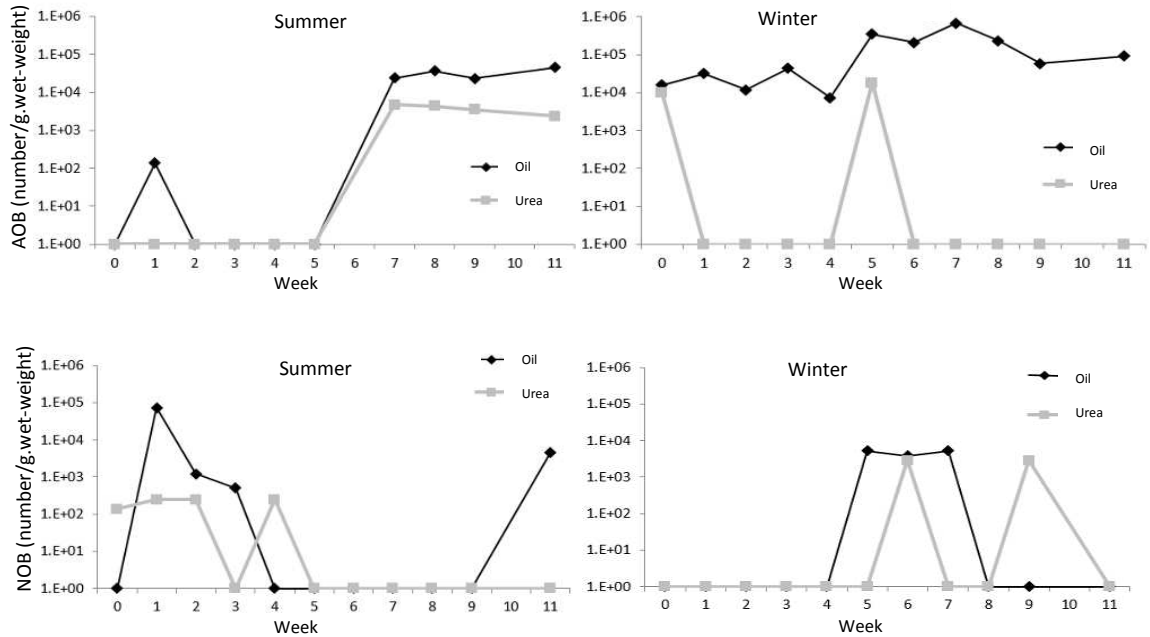 Summer
AOB (number/g.wet-weight)
1.E+06
1.E+05
1.E+04
1.E+03
1.E+02
1.E+01
1.E+00
Oil
Urea
0 1 2 3 4 5 6 7 8 9 10 11
Week
Winter
1.E+06
1.E+05
1.E+04
1.E+03
1.E+02
1.E+01
1.E+00
Oil
Urea
0 1 2 3 4 5 6 7 8 9 10 11
Week
Summer
NOB (number/g.wet-weight)
1.E+06
1.E+05
1.E+04
1.E+03
1.E+02
1.E+01
1.E+00
Oil
Urea
0 1 2 3 4 5 6 7 8 9 10 11
Week
Winter
1.E+06
1.E+05
1.E+04
1.E+03
1.E+02
1.E+01
1.E+00
Oil
Urea
0 1 2 3 4 5 6 7 8 9 10 11
Week